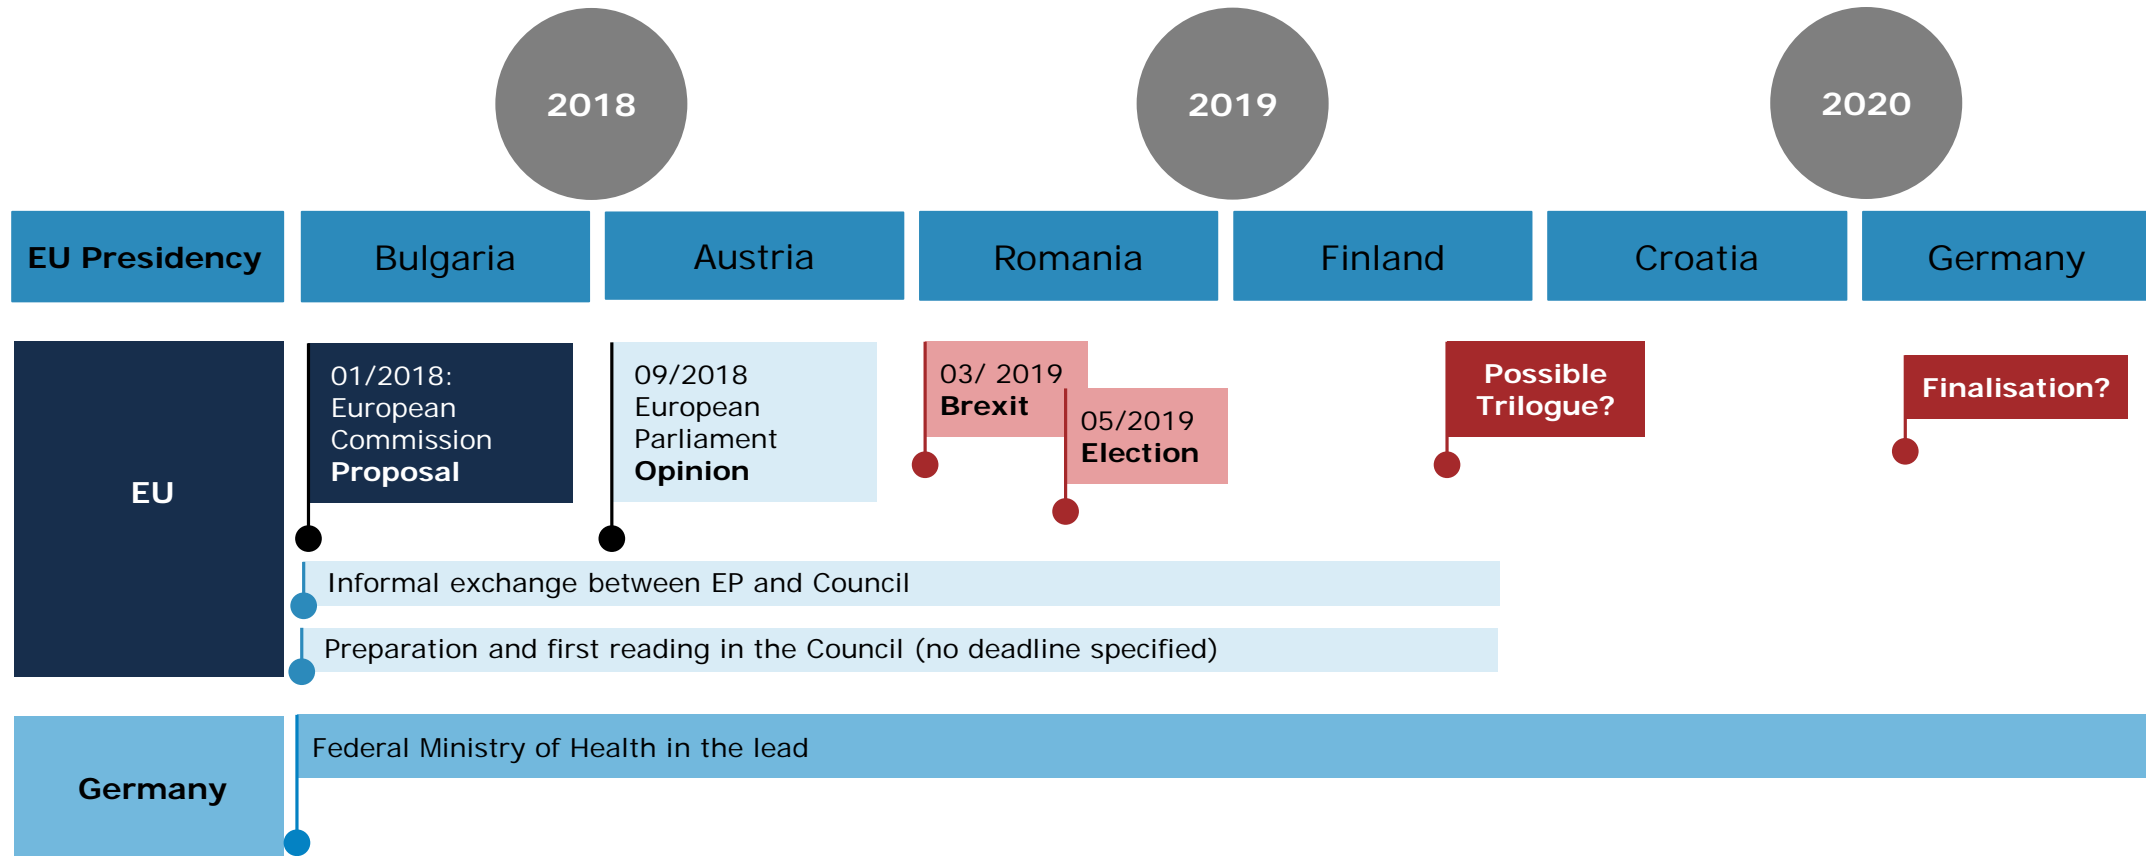 2018
2019
2020
EU Presidency
Bulgaria
Austria
Romania
Finland
Croatia
Germany
EU
01/2018:
European
Commission
Proposal
09/2018
European
Parliament
Opinion
03/ 2019
Brexit
05/2019
Election
Possible
Trilogue?
Finalisation?
Informal exchange between EP and Council
Preparation and first reading in the Council (no deadline specified)
Germany
Federal Ministry of Health in the lead